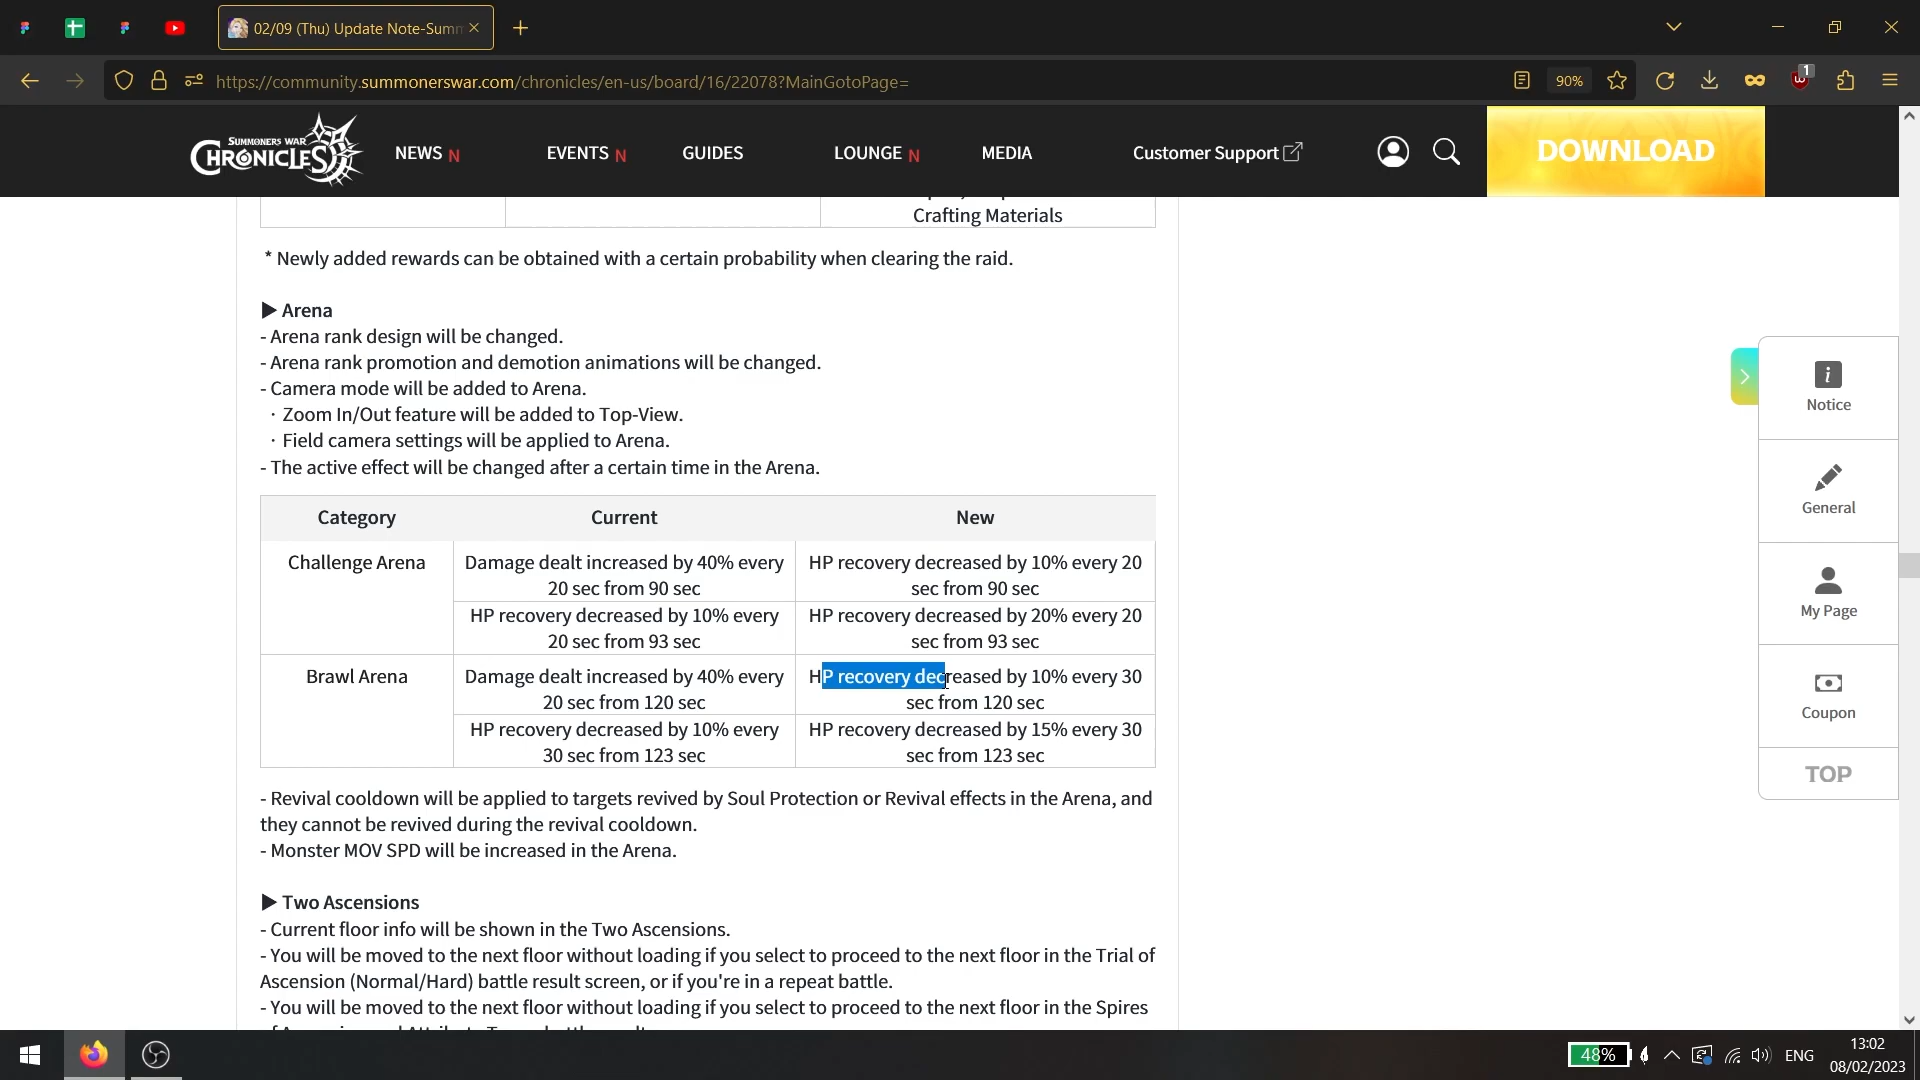 02/09 (Thu) Update Note-Summ
https://community.summonerswar.com/chronicles/en-us/board/16/22078?MainGotoPage=
90%
1
SUMMONERS WAR
CHRONICLES
NEWS N
EVENTS N
GUIDES
LOUNGE N
MEDIA
Customer Support
DOWNLOAD
Crafting Materials
* Newly added rewards can be obtained with a certain probability when clearing the raid.
▶ Arena
- Arena rank design will be changed.
- Arena rank promotion and demotion animations will be changed.
- Camera mode will be added to Arena.
· Zoom In/Out feature will be added to Top-View.
· Field camera settings will be applied to Arena.
- The active effect will be changed after a certain time in the Arena.
Category Current New
Challenge Arena
Damage dealt increased by 40% every
20 sec from 90 sec
HP recovery decreased by 10% every 20
sec from 90 sec
HP recovery decreased by 10% every
20 sec from 93 sec
HP recovery decreased by 20% every 20
sec from 93 sec
Brawl Arena
Damage dealt increased by 40% every
20 sec from 120 sec
HP recovery decreased by 10% every 30
sec from 120 sec
HP recovery decreased by 10% every
30 sec from 123 sec
HP recovery decreased by 15% every 30
sec from 123 sec
- Revival cooldown will be applied to targets revived by Soul Protection or Revival effects in the Arena, and
they cannot be revived during the revival cooldown.
- Monster MOV SPD will be increased in the Arena.
▶ Two Ascensions
- Current floor info will be shown in the Two Ascensions.
- You will be moved to the next floor without loading if you select to proceed to the next floor in the Trial of
Ascension (Normal/Hard) battle result screen, or if you're in a repeat battle.
- You will be moved to the next floor without loading if you select to proceed to the next floor in the Spires
Notice
General
My Page
Coupon
TOP
48%
ENG
13:02
08/02/2023